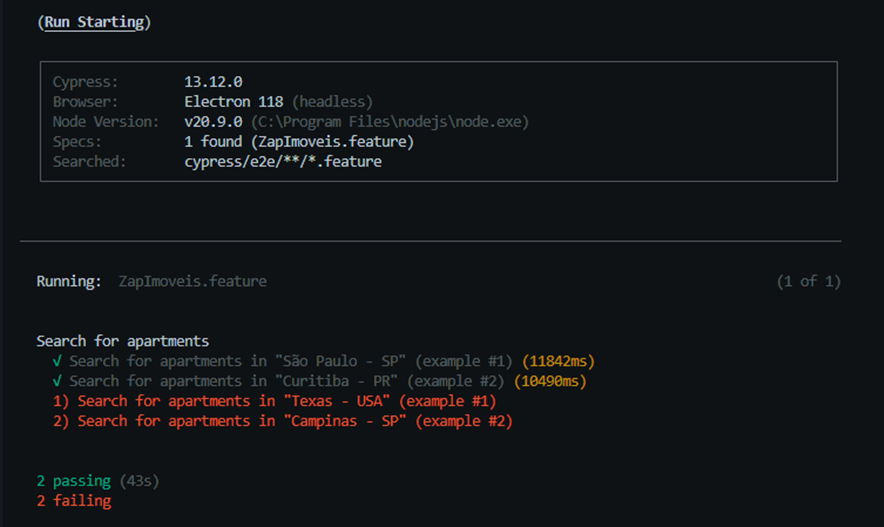 (Run Starting)
Cypress: 13.12.0
Browser: Electron 118 (headless)
Node Version: v20.9.0 (C:\Program Files\nodejs\node.exe)
Specs: 1 found (ZapImoveis.feature)
Searched: cypress/e2e/**/*.feature
Running: ZapImoveis.feature (1 of 1)
Search for apartments
√ Search for apartments in "São Paulo - SP" (example #1) (11842ms)
√ Search for apartments in "Curitiba - PR" (example #2) (10490ms)
1) Search for apartments in "Texas - USA" (example #1)
2) Search for apartments in "Campinas - SP" (example #2)
2 passing (43s)
2 failing